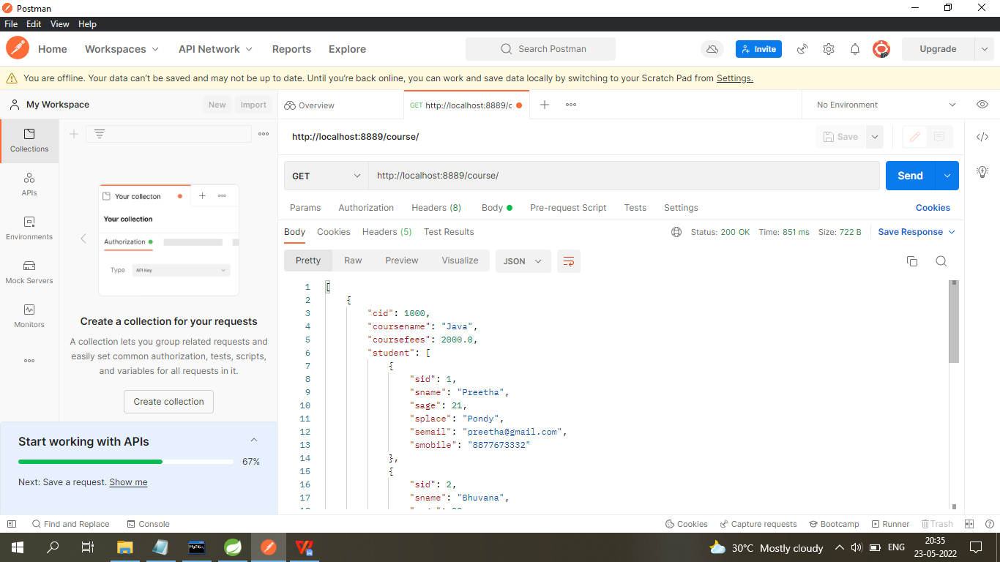 Postman
File Edit View Help
Home Workspaces API Network Reports Explore Search Postman Invite Upgrade
You are offline. Your data can't be saved and may not be up to date. Until you're back online, you can work and save data locally by switching to your Scratch Pad from Settings.
My Workspace New Import Overview GET http://localhost:8889/c No Environment
Collections
APIs
Environments
Mock Servers
Monitors
Your collecton
Your collection
Authorization
Type API Key
Create a collection for your requests
A collection lets you group related requests and
easily set common authorization, tests, scripts,
and variables for all requests in it.
Create collection
Start working with APIs
67%
Next: Save a request. Show me
http://localhost:8889/course/ Save
GET http://localhost:8889/course/ Send
Params Authorization Headers (8) Body Pre-request Script Tests Settings Cookies
Body Cookies Headers (5) Test Results Status: 200 OK Time: 851 ms Size: 722 B Save Response
Pretty Raw Preview Visualize JSON
1 [
2 {
3 "cid": 1000,
4 "coursename": "Java",
5 "coursefees": 2000.0,
6 "student": [
7 {
8 "sid": 1,
9 "sname": "Preetha",
10 "sage": 21,
11 "splace": "Pondy",
12 "semail": "preetha@gmail.com",
13 "smobile": "8877673332"
14 },
15 {
16 "sid": 2,
17 "sname": "Bhuvana",
Find and Replace Console Cookies Capture requests Bootcamp Runner Trash
MySQL 30°C Mostly cloudy ENG 20:35
23-05-2022